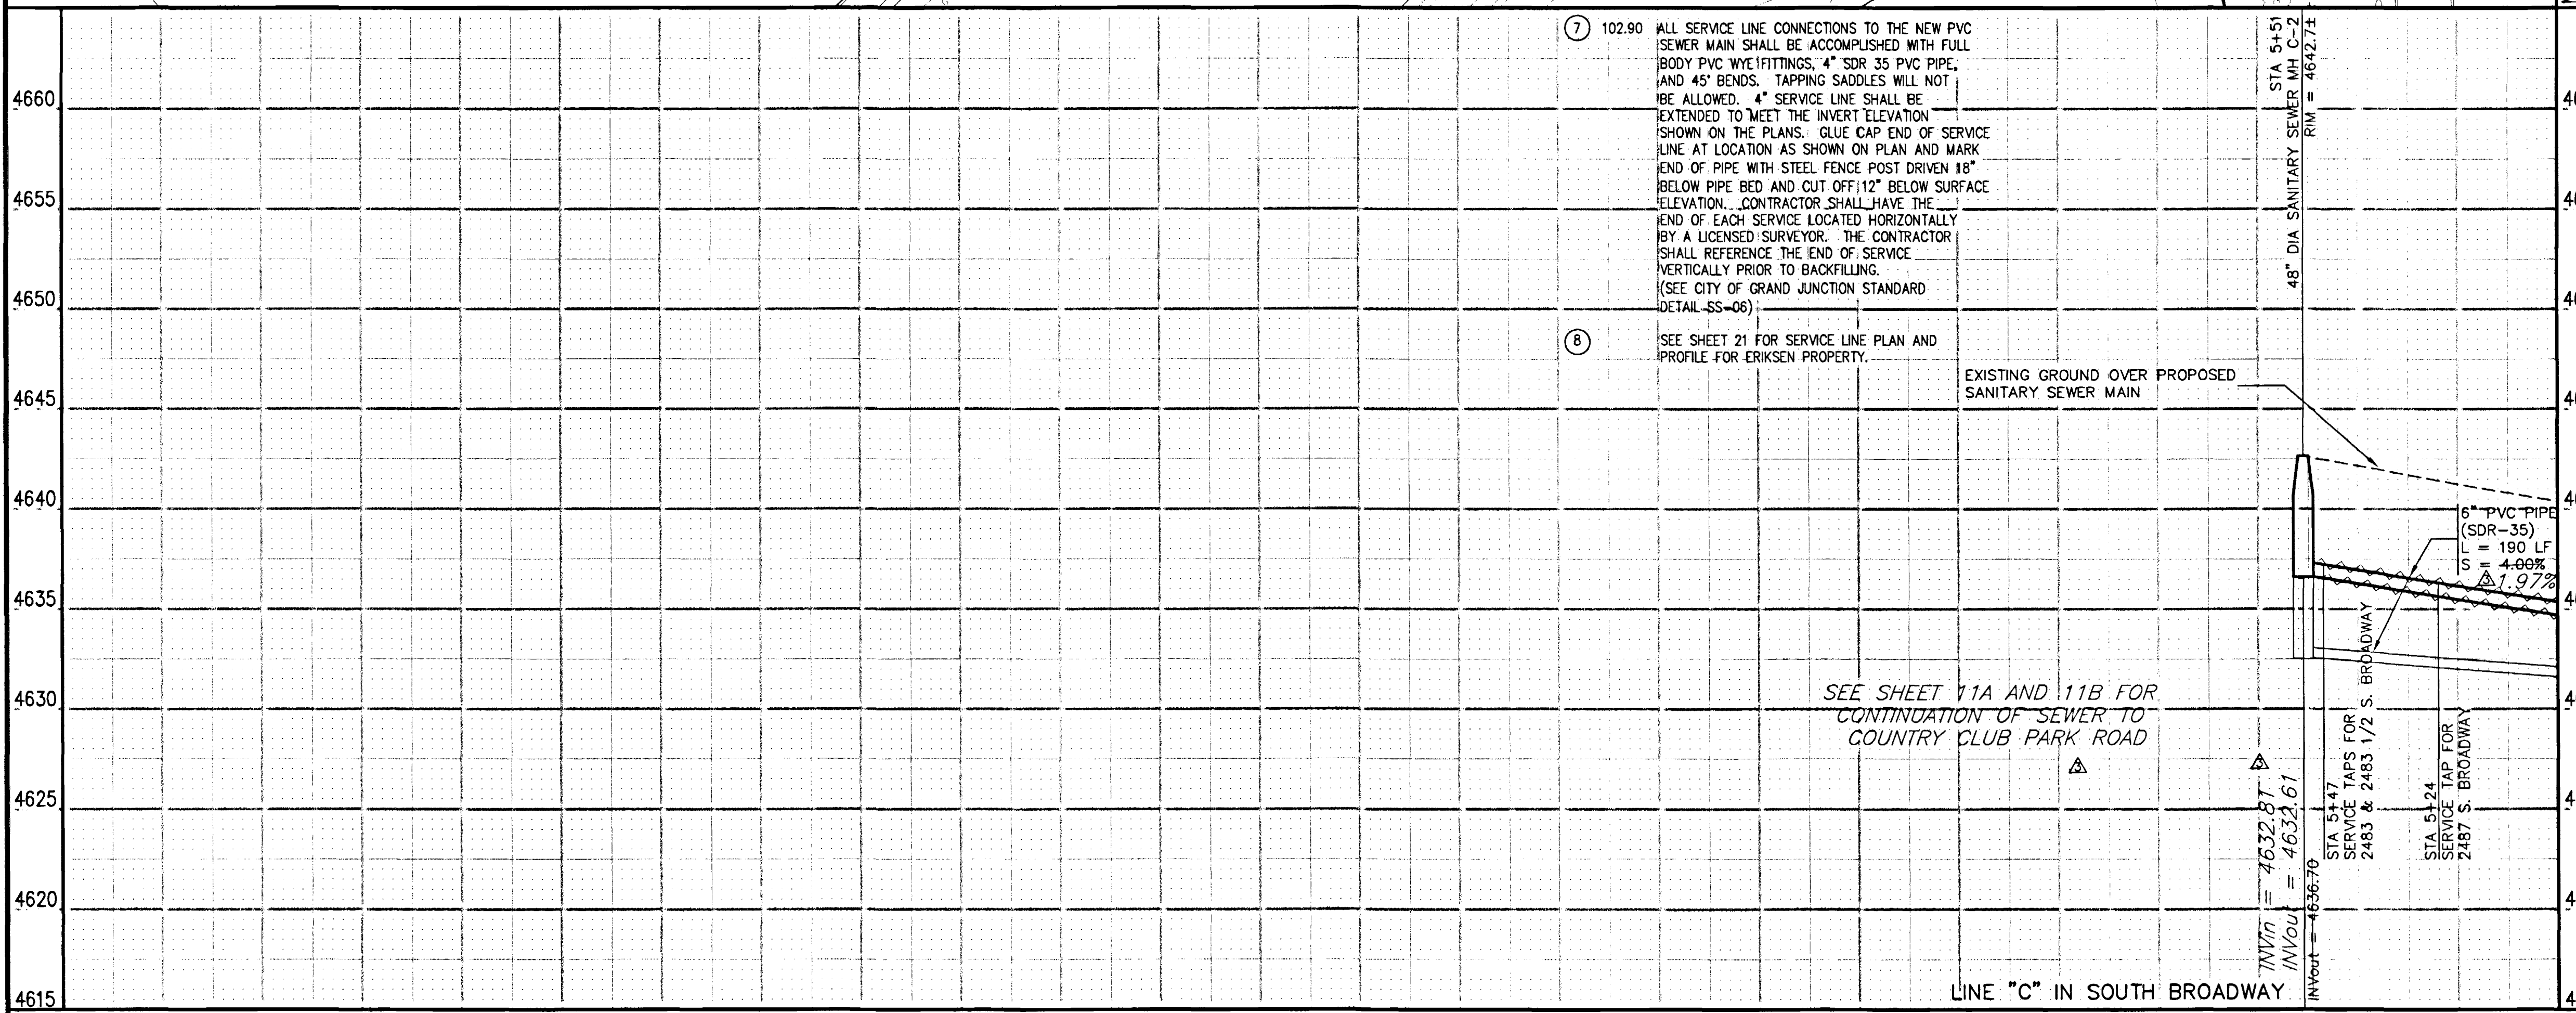 4660
4655
4650
4645
4640
4635
4630
4625
4620
4615
7 102.90 ALL SERVICE LINE CONNECTIONS TO THE NEW PVC
SEWER MAIN SHALL BE ACCOMPLISHED WITH FULL
BODY PVC WYE FITTINGS, 4" SDR 35 PVC PIPE,
AND 45° BENDS. TAPPING SADDLES WILL NOT
BE ALLOWED. 4" SERVICE LINE SHALL BE
EXTENDED TO MEET THE INVERT ELEVATION
SHOWN ON THE PLANS. GLUE CAP END OF SERVICE
LINE AT LOCATION AS SHOWN ON PLAN AND MARK
END OF PIPE WITH STEEL FENCE POST DRIVEN 18"
BELOW PIPE BED AND CUT OFF 12" BELOW SURFACE
ELEVATION. CONTRACTOR SHALL HAVE THE
END OF EACH SERVICE LOCATED HORIZONTALLY
BY A LICENSED SURVEYOR. THE CONTRACTOR
SHALL REFERENCE THE END OF SERVICE
VERTICALLY PRIOR TO BACKFILLING.
(SEE CITY OF GRAND JUNCTION STANDARD
DETAIL SS-06)
8 SEE SHEET 21 FOR SERVICE LINE PLAN AND
PROFILE FOR ERIKSEN PROPERTY.
STA 5+51
48" DIA SANITARY SEWER MH C-2
RIM = 4642.7±
EXISTING GROUND OVER PROPOSED
SANITARY SEWER MAIN
6" PVC PIPE
(SDR-35)
L = 190 LF
S = 4.00%
3 1.97%
SEE SHEET 11A AND 11B FOR
CONTINUATION OF SEWER TO
COUNTRY CLUB PARK ROAD
3
3
INVin = 4632.81
INVout = 4632.61
INVout = 4636.70
STA 5+47
SERVICE TAPS FOR
2483 & 2483 1/2 S. BROADWAY
STA 5+24
SERVICE TAP FOR
2487 S. BROADWAY
LINE "C" IN SOUTH BROADWAY